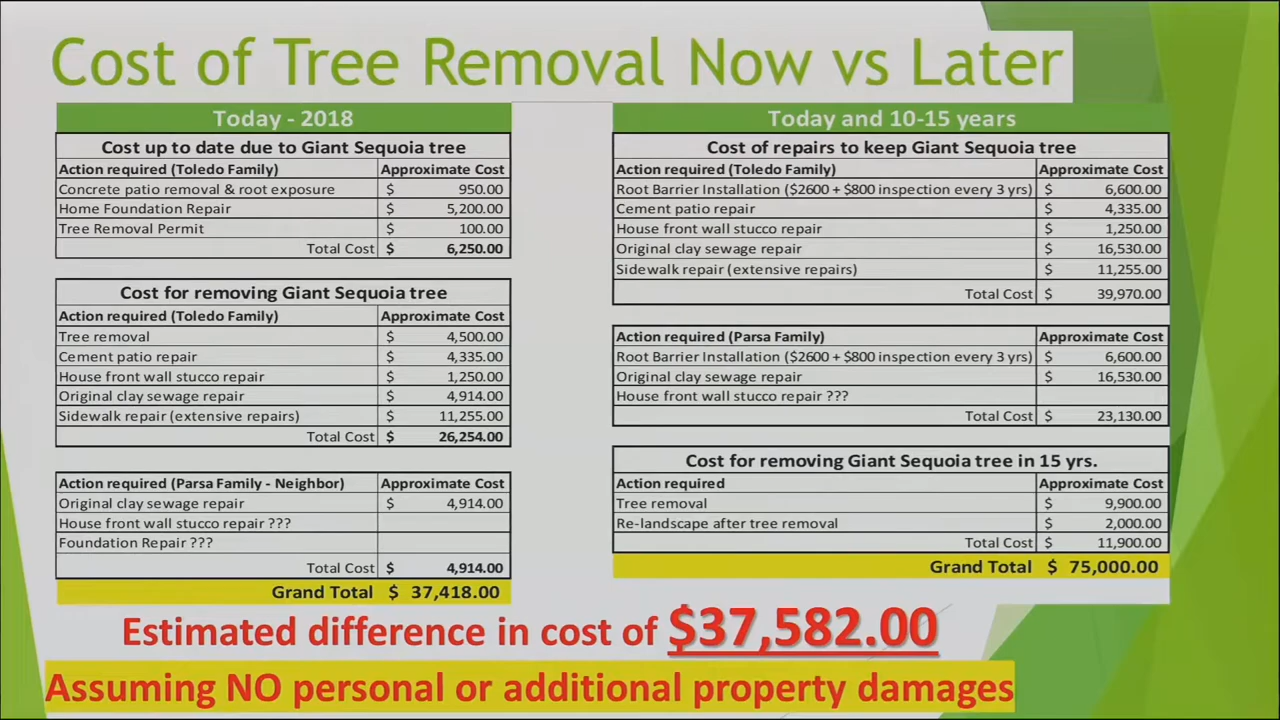 Cost of Tree Removal Now vs Later
Today - 2018
Cost up to date due to Giant Sequoia tree
Action required (Toledo Family) Approximate Cost
Concrete patio removal & root exposure $ 950.00
Home Foundation Repair $ 5,200.00
Tree Removal Permit $ 100.00
Total Cost $ 6,250.00
Cost for removing Giant Sequoia tree
Action required (Toledo Family) Approximate Cost
Tree removal $ 4,500.00
Cement patio repair $ 4,335.00
House front wall stucco repair $ 1,250.00
Original clay sewage repair $ 4,914.00
Sidewalk repair (extensive repairs) $ 11,255.00
Total Cost $ 26,254.00
Action required (Parsa Family - Neighbor) Approximate Cost
Original clay sewage repair $ 4,914.00
House front wall stucco repair ???
Foundation Repair ???
Total Cost $ 4,914.00
Grand Total $ 37,418.00
Today and 10-15 years
Cost of repairs to keep Giant Sequoia tree
Action required (Toledo Family) Approximate Cost
Root Barrier Installation ($2600 + $800 inspection every 3 yrs) $ 6,600.00
Cement patio repair $ 4,335.00
House front wall stucco repair $ 1,250.00
Original clay sewage repair $ 16,530.00
Sidewalk repair (extensive repairs) $ 11,255.00
Total Cost $ 39,970.00
Action required (Parsa Family) Approximate Cost
Root Barrier Installation ($2600 + $800 inspection every 3 yrs) $ 6,600.00
Original clay sewage repair $ 16,530.00
House front wall stucco repair ???
Total Cost $ 23,130.00
Cost for removing Giant Sequoia tree in 15 yrs.
Action required Approximate Cost
Tree removal $ 9,900.00
Re-landscape after tree removal $ 2,000.00
Total Cost $ 11,900.00
Grand Total $ 75,000.00
Estimated difference in cost of $37,582.00
Assuming NO personal or additional property damages